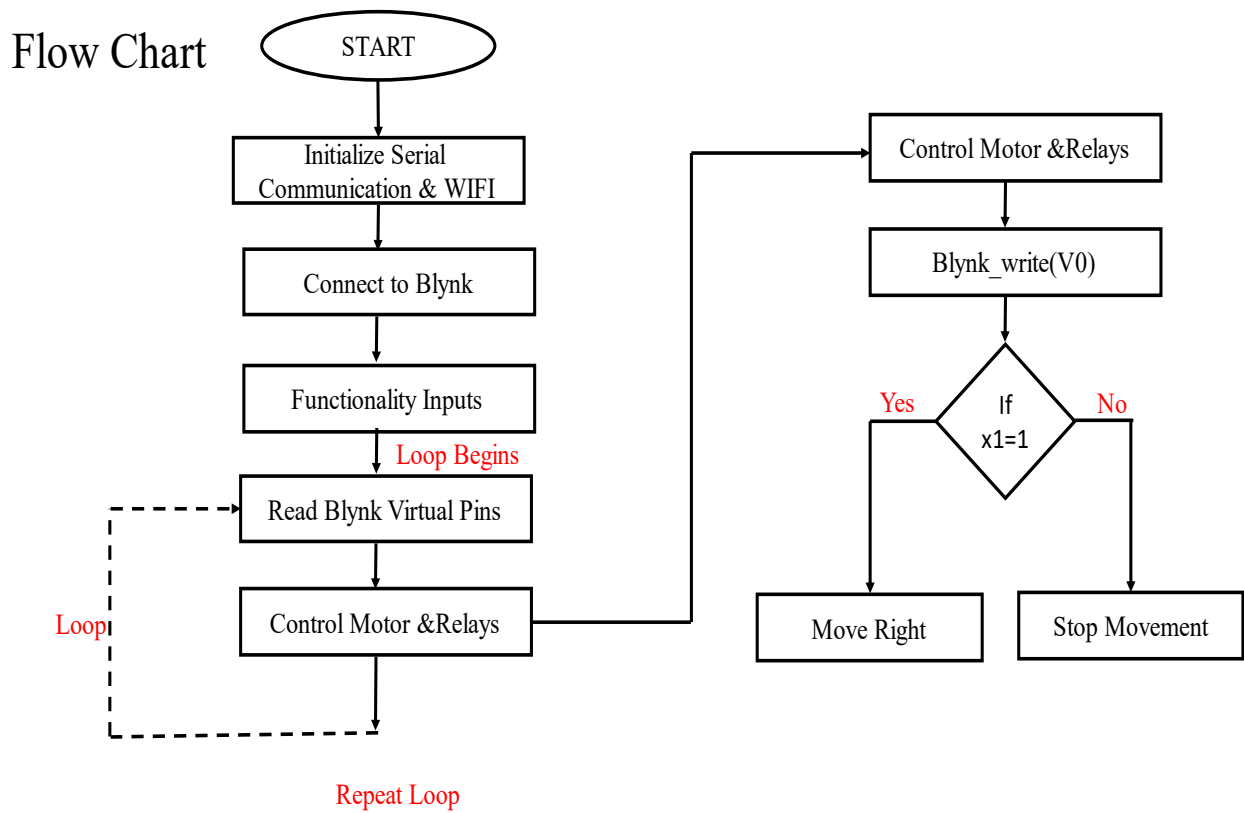 Flow Chart
START
Initialize Serial
Communication & WIFI
Connect to Blynk
Functionality Inputs
Loop Begins
Read Blynk Virtual Pins
Control Motor &Relays
Loop
Repeat Loop
Control Motor &Relays
Blynk_write(V0)
If
x1=1
Yes
No
Move Right
Stop Movement